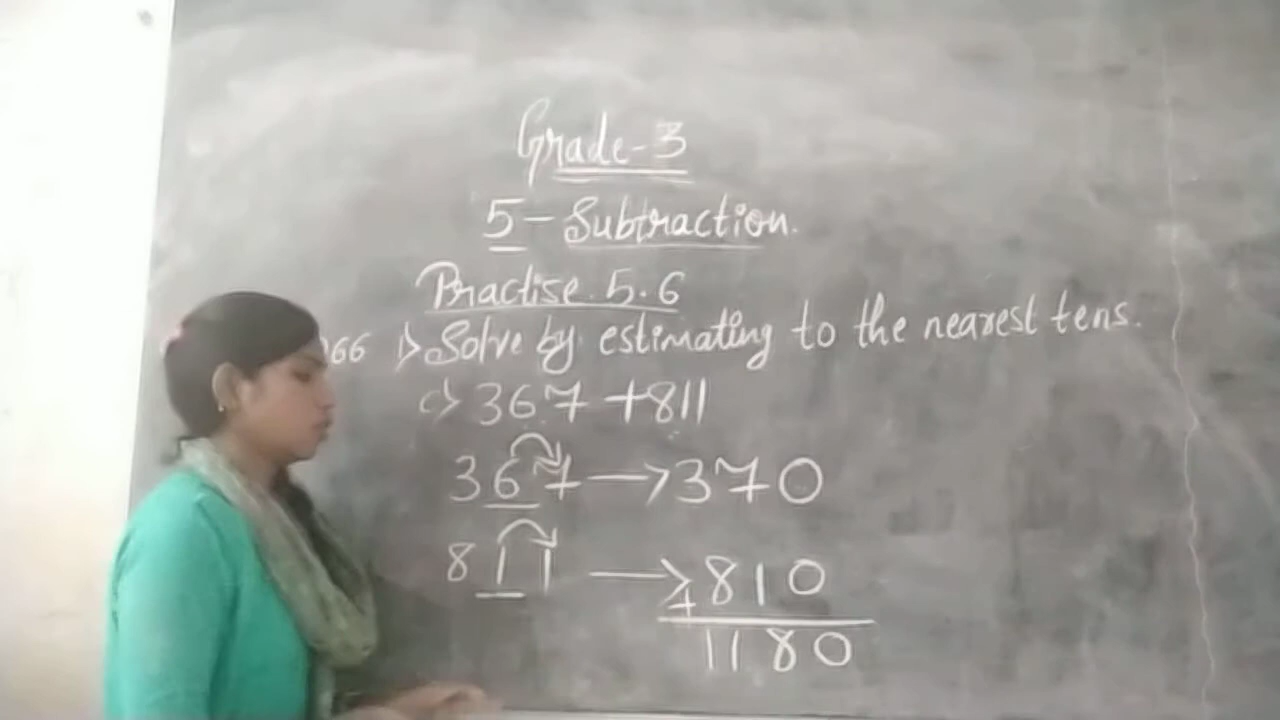 Grade-3
5-Subtraction.
Practise.5.6
66 1> Solve by estimating to the nearest tens.
c> 367 +811
367 → 370
811 → +810
1180